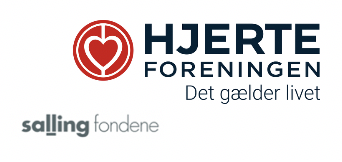 HJERTE
FORENINGEN
Det gælder livet
salling fondene